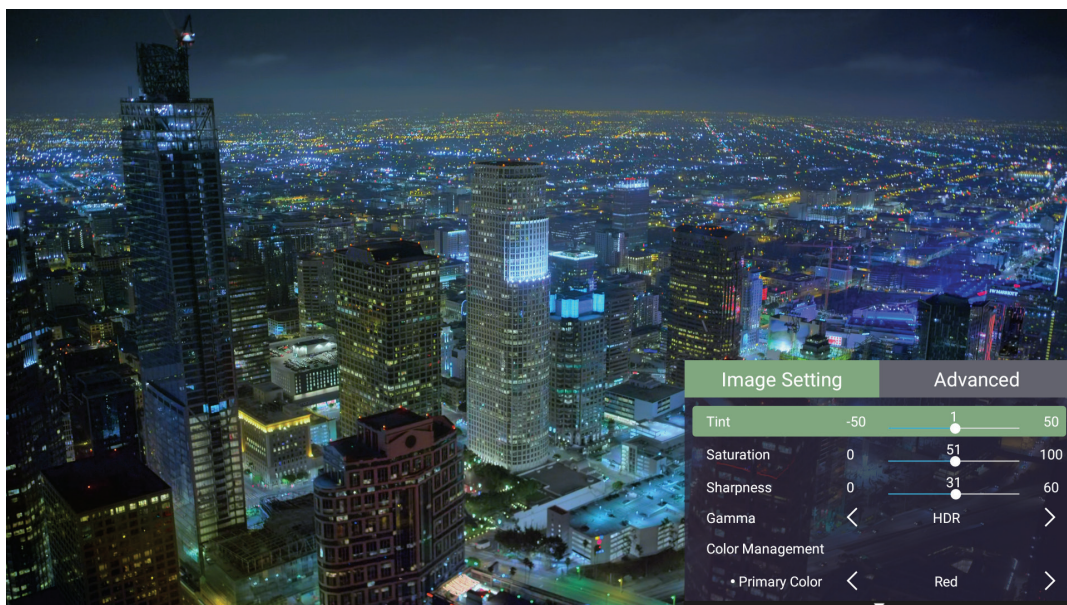 Image Setting Advanced
Tint -50 1 50
Saturation 0 51 100
Sharpness 0 31 60
Gamma HDR
Color Management
• Primary Color Red